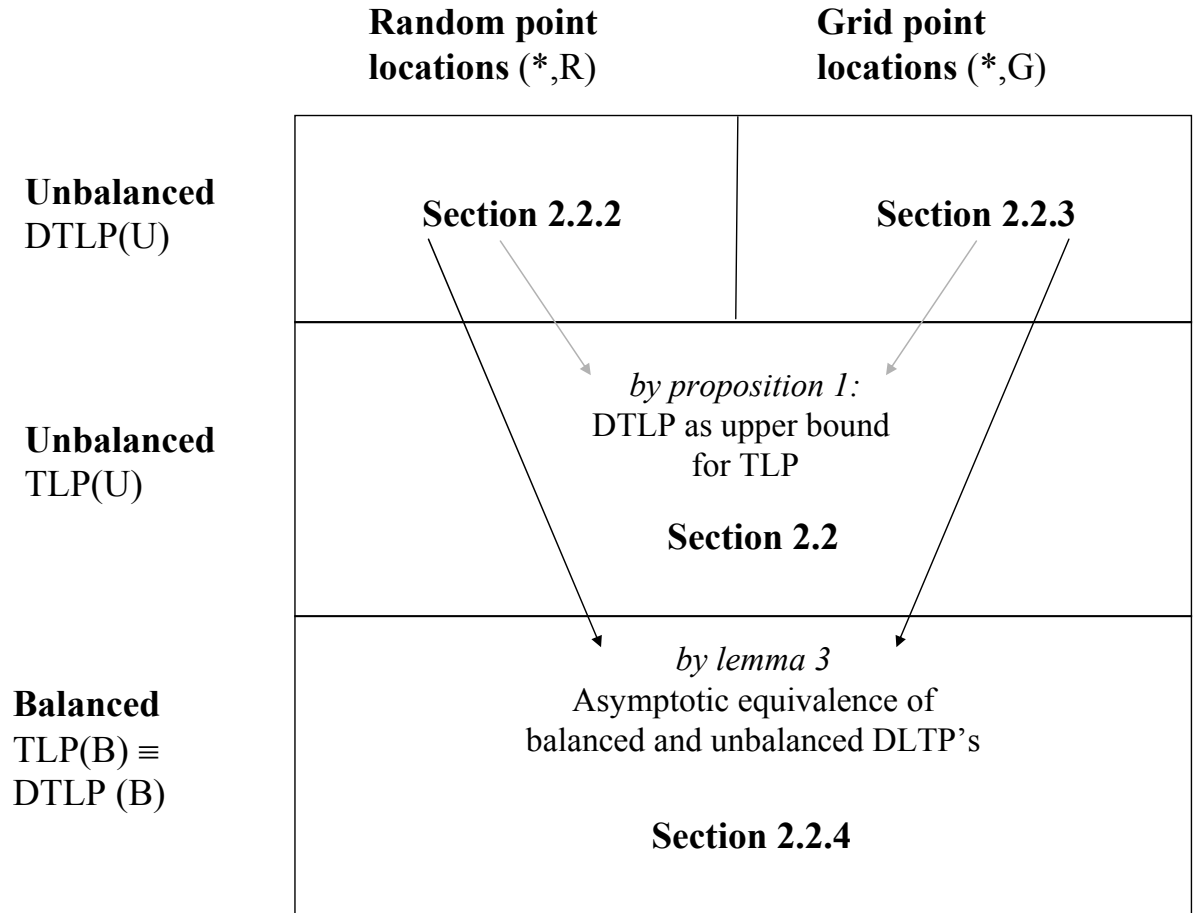 Random point
locations (*,R)
Grid point
locations (*,G)
Unbalanced
DTLP(U)
Section 2.2.2
Section 2.2.3
Unbalanced
TLP(U)
by proposition 1:
DTLP as upper bound
for TLP
Section 2.2
Balanced
TLP(B) ≡
DTLP (B)
by lemma 3
Asymptotic equivalence of
balanced and unbalanced DLTP’s
Section 2.2.4